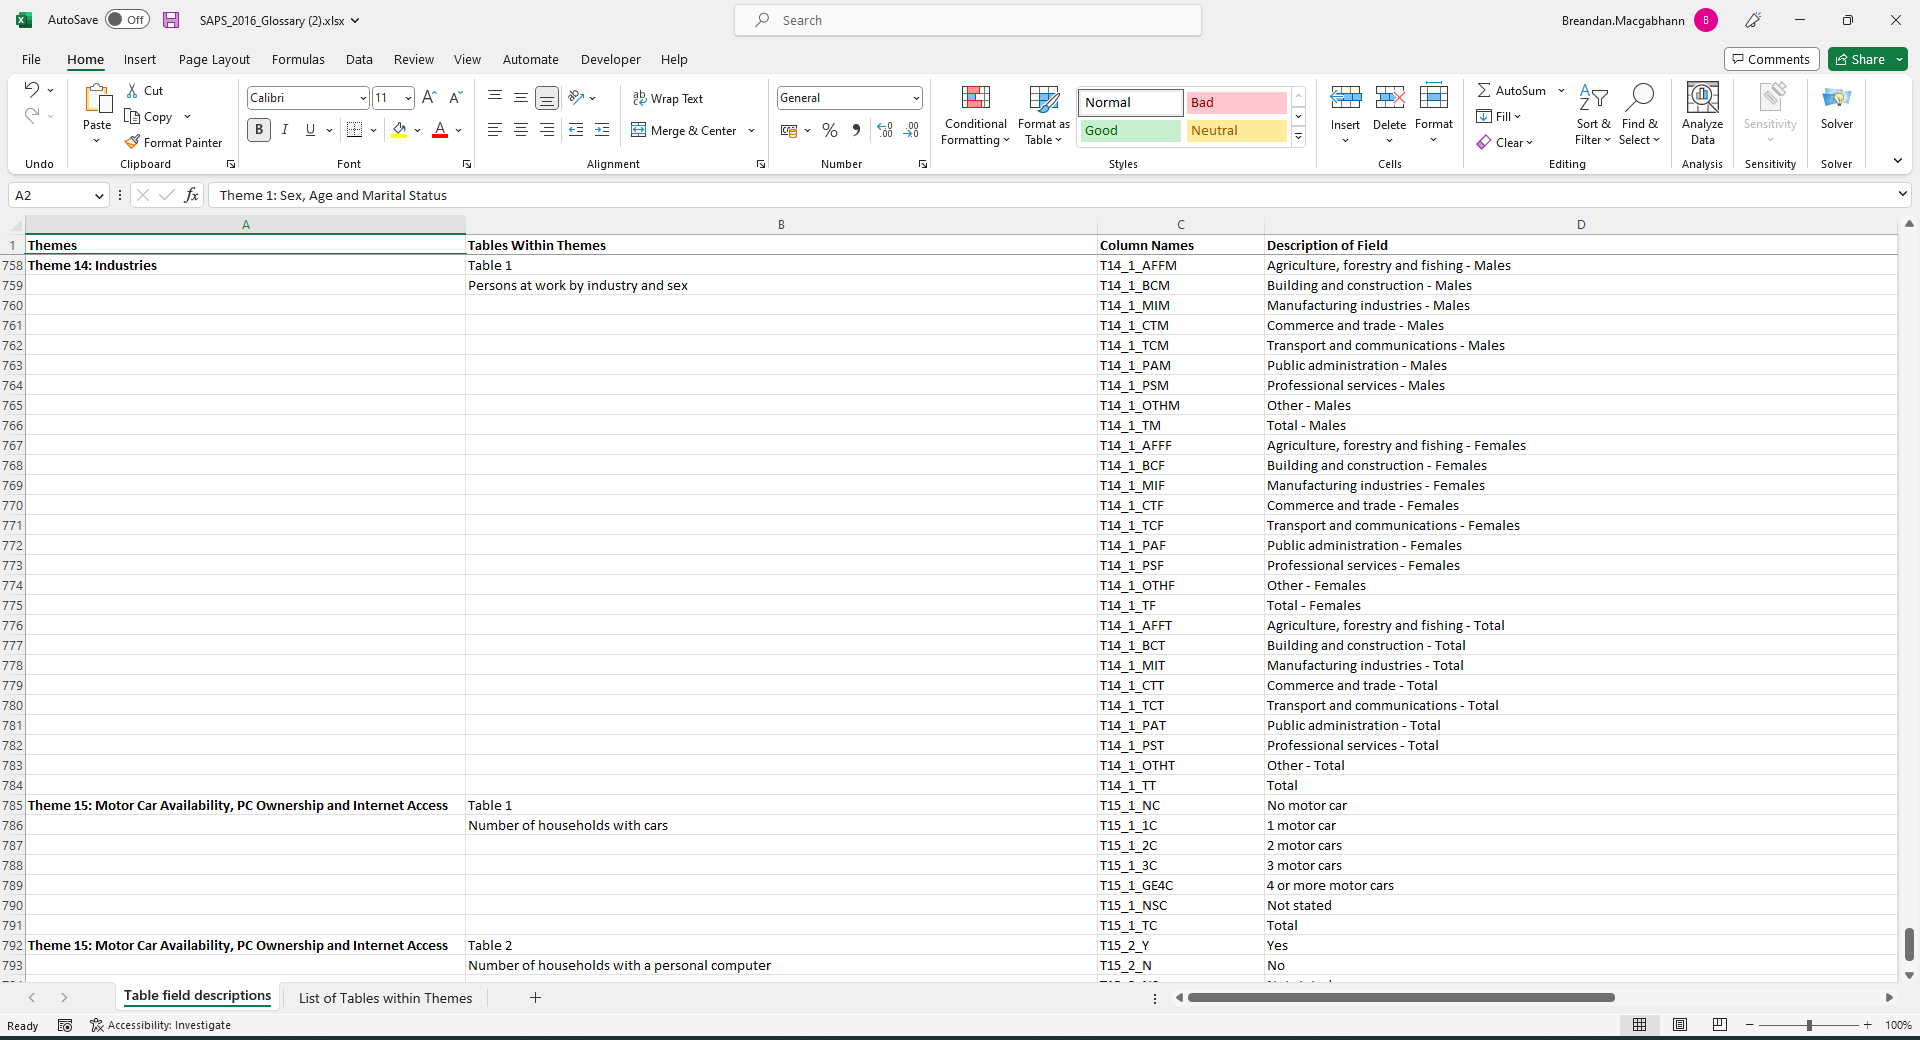 AutoSave Off SAPS_2016_Glossary (2).xlsx Search Breandan.Macgabhann B
File Home Insert Page Layout Formulas Data Review View Automate Developer Help Comments Share
Cut Calibri 11 Wrap Text General Normal Bad AutoSum
Paste Copy Conditional Formatting Format as Table Insert Delete Format Fill Sort & Filter Find & Select Analyze Data Sensitivity Solver
Format Painter B I U A Merge & Center % Good Neutral Clear
Undo Clipboard Font Alignment Number Styles Cells Editing Analysis Sensitivity Solver
A2 fx Theme 1: Sex, Age and Marital Status
A B C D
1 Themes Tables Within Themes Column Names Description of Field
758 Theme 14: Industries Table 1 T14_1_AFFM Agriculture, forestry and fishing - Males
759 Persons at work by industry and sex T14_1_BCM Building and construction - Males
760 T14_1_MIM Manufacturing industries - Males
761 T14_1_CTM Commerce and trade - Males
762 T14_1_TCM Transport and communications - Males
763 T14_1_PAM Public administration - Males
764 T14_1_PSM Professional services - Males
765 T14_1_OTHM Other - Males
766 T14_1_TM Total - Males
767 T14_1_AFFF Agriculture, forestry and fishing - Females
768 T14_1_BCF Building and construction - Females
769 T14_1_MIF Manufacturing industries - Females
770 T14_1_CTF Commerce and trade - Females
771 T14_1_TCF Transport and communications - Females
772 T14_1_PAF Public administration - Females
773 T14_1_PSF Professional services - Females
774 T14_1_OTHF Other - Females
775 T14_1_TF Total - Females
776 T14_1_AFFT Agriculture, forestry and fishing - Total
777 T14_1_BCT Building and construction - Total
778 T14_1_MIT Manufacturing industries - Total
779 T14_1_CTT Commerce and trade - Total
780 T14_1_TCT Transport and communications - Total
781 T14_1_PAT Public administration - Total
782 T14_1_PST Professional services - Total
783 T14_1_OTHT Other - Total
784 T14_1_TT Total
785 Theme 15: Motor Car Availability, PC Ownership and Internet Access Table 1 T15_1_NC No motor car
786 Number of households with cars T15_1_1C 1 motor car
787 T15_1_2C 2 motor cars
788 T15_1_3C 3 motor cars
789 T15_1_GE4C 4 or more motor cars
790 T15_1_NSC Not stated
791 T15_1_TC Total
792 Theme 15: Motor Car Availability, PC Ownership and Internet Access Table 2 T15_2_Y Yes
793 Number of households with a personal computer T15_2_N No
Table field descriptions List of Tables within Themes
Ready Accessibility: Investigate 100%